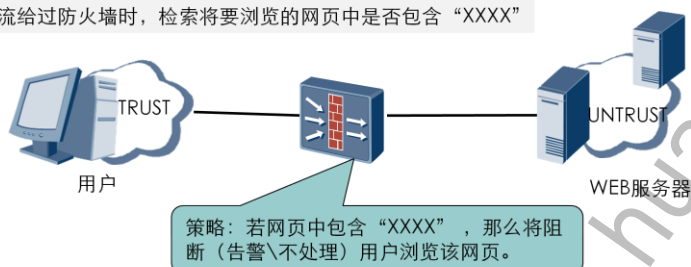 流给过防火墙时，检索将要浏览的网页中是否包含“XXXX”
TRUST
UNTRUST
用户
WEB服务器
策略：若网页中包含“XXXX” ，那么将阻
断（告警\不处理）用户浏览该网页。
hua